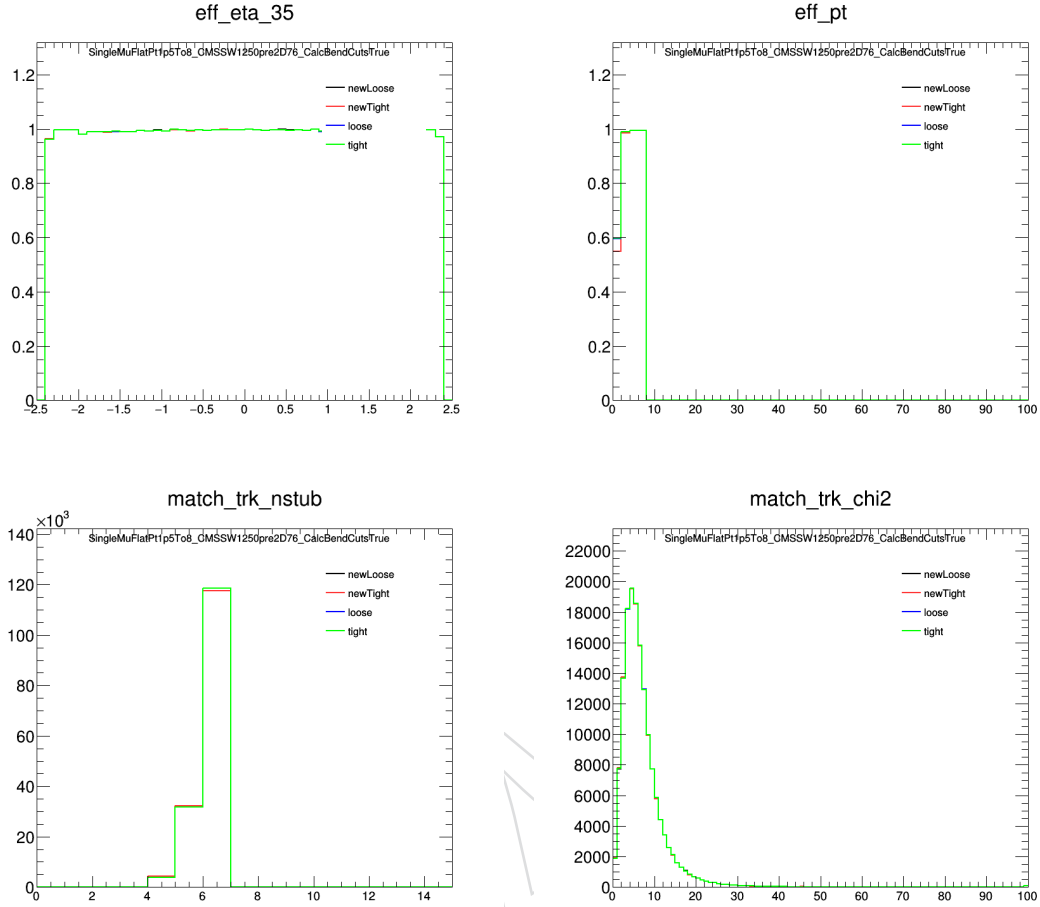 eff_eta_35
SingleMuFlatPt1p5To8_CMSSW1250pre2D76_CalcBendCutsTrue
newLoose
newTight
loose
tight
1.2
1
0.8
0.6
0.4
0.2
0
−2.5 −2 −1.5 −1 −0.5 0 0.5 1 1.5 2 2.5
eff_pt
SingleMuFlatPt1p5To8_CMSSW1250pre2D76_CalcBendCutsTrue
newLoose
newTight
loose
tight
1.2
1
0.8
0.6
0.4
0.2
0
0 10 20 30 40 50 60 70 80 90 100
match_trk_nstub
×10³
SingleMuFlatPt1p5To8_CMSSW1250pre2D76_CalcBendCutsTrue
newLoose
newTight
loose
tight
140
120
100
80
60
40
20
0
0 2 4 6 8 10 12 14
match_trk_chi2
SingleMuFlatPt1p5To8_CMSSW1250pre2D76_CalcBendCutsTrue
newLoose
newTight
loose
tight
22000
20000
18000
16000
14000
12000
10000
8000
6000
4000
2000
0
0 10 20 30 40 50 60 70 80 90 100